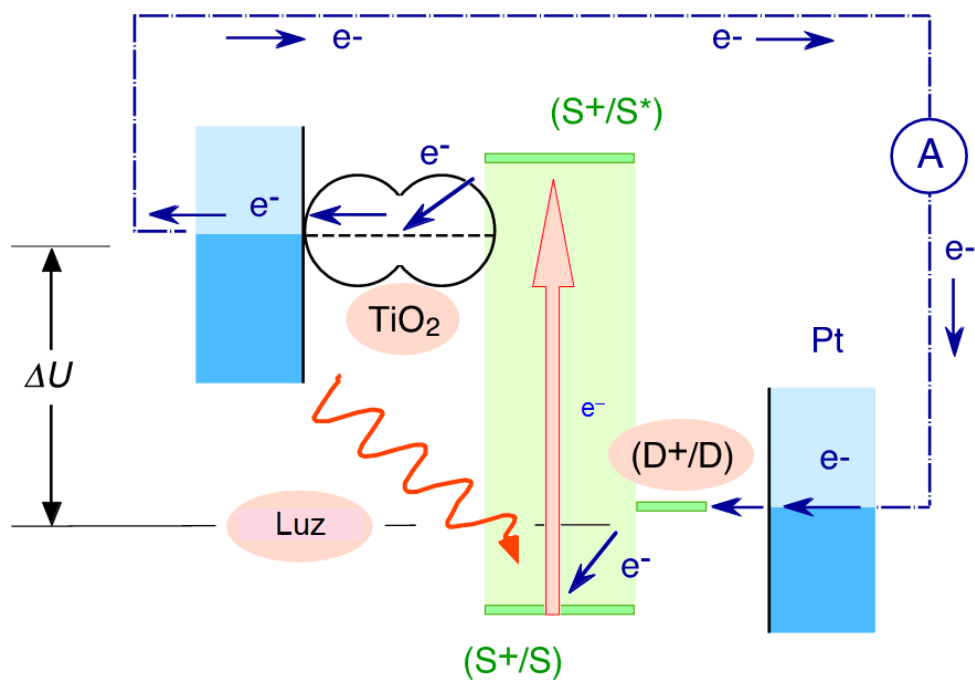 e-
e-
(S+/S*)
A
e-
e-
e-
TiO2
Pt
ΔU
e–
(D+/D)
e-
Luz
e-
(S+/S)